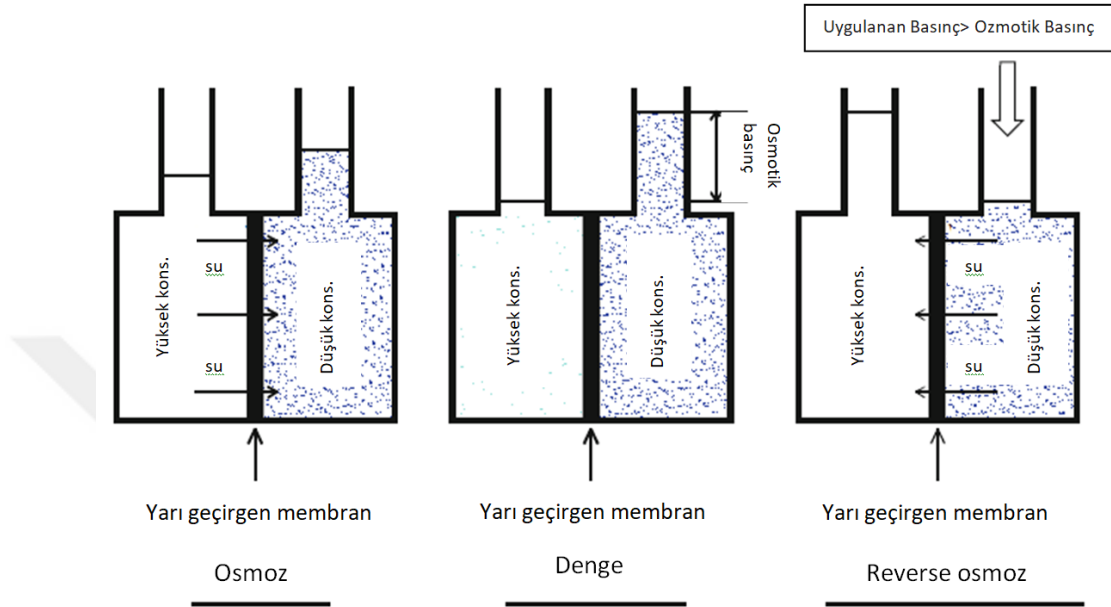 Uygulanan Basınç> Ozmotik Basınç
Yüksek kons.
su
su
Düşük kons.
Yüksek kons.
Düşük kons.
Osmotik
basınç
Yüksek kons.
su
su
Düşük kons.
Yarı geçirgen membran
Yarı geçirgen membran
Yarı geçirgen membran
Osmoz
Denge
Reverse osmoz